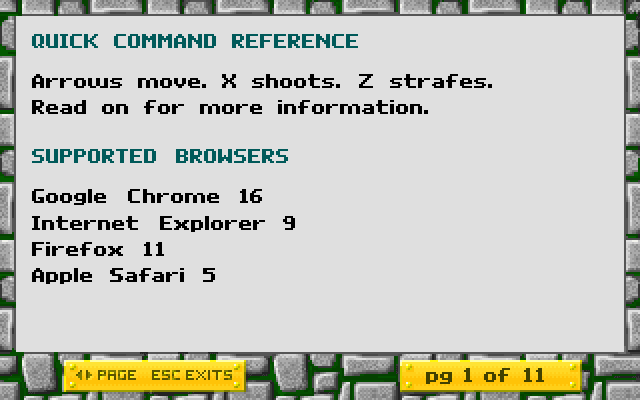 QUICK COMMAND REFERENCE
Arrows move. X shoots. Z strafes.
Read on for more information.
SUPPORTED BROWSERS
Google Chrome 16
Internet Explorer 9
Firefox 11
Apple Safari 5
PAGE ESC EXITS
pg 1 of 11